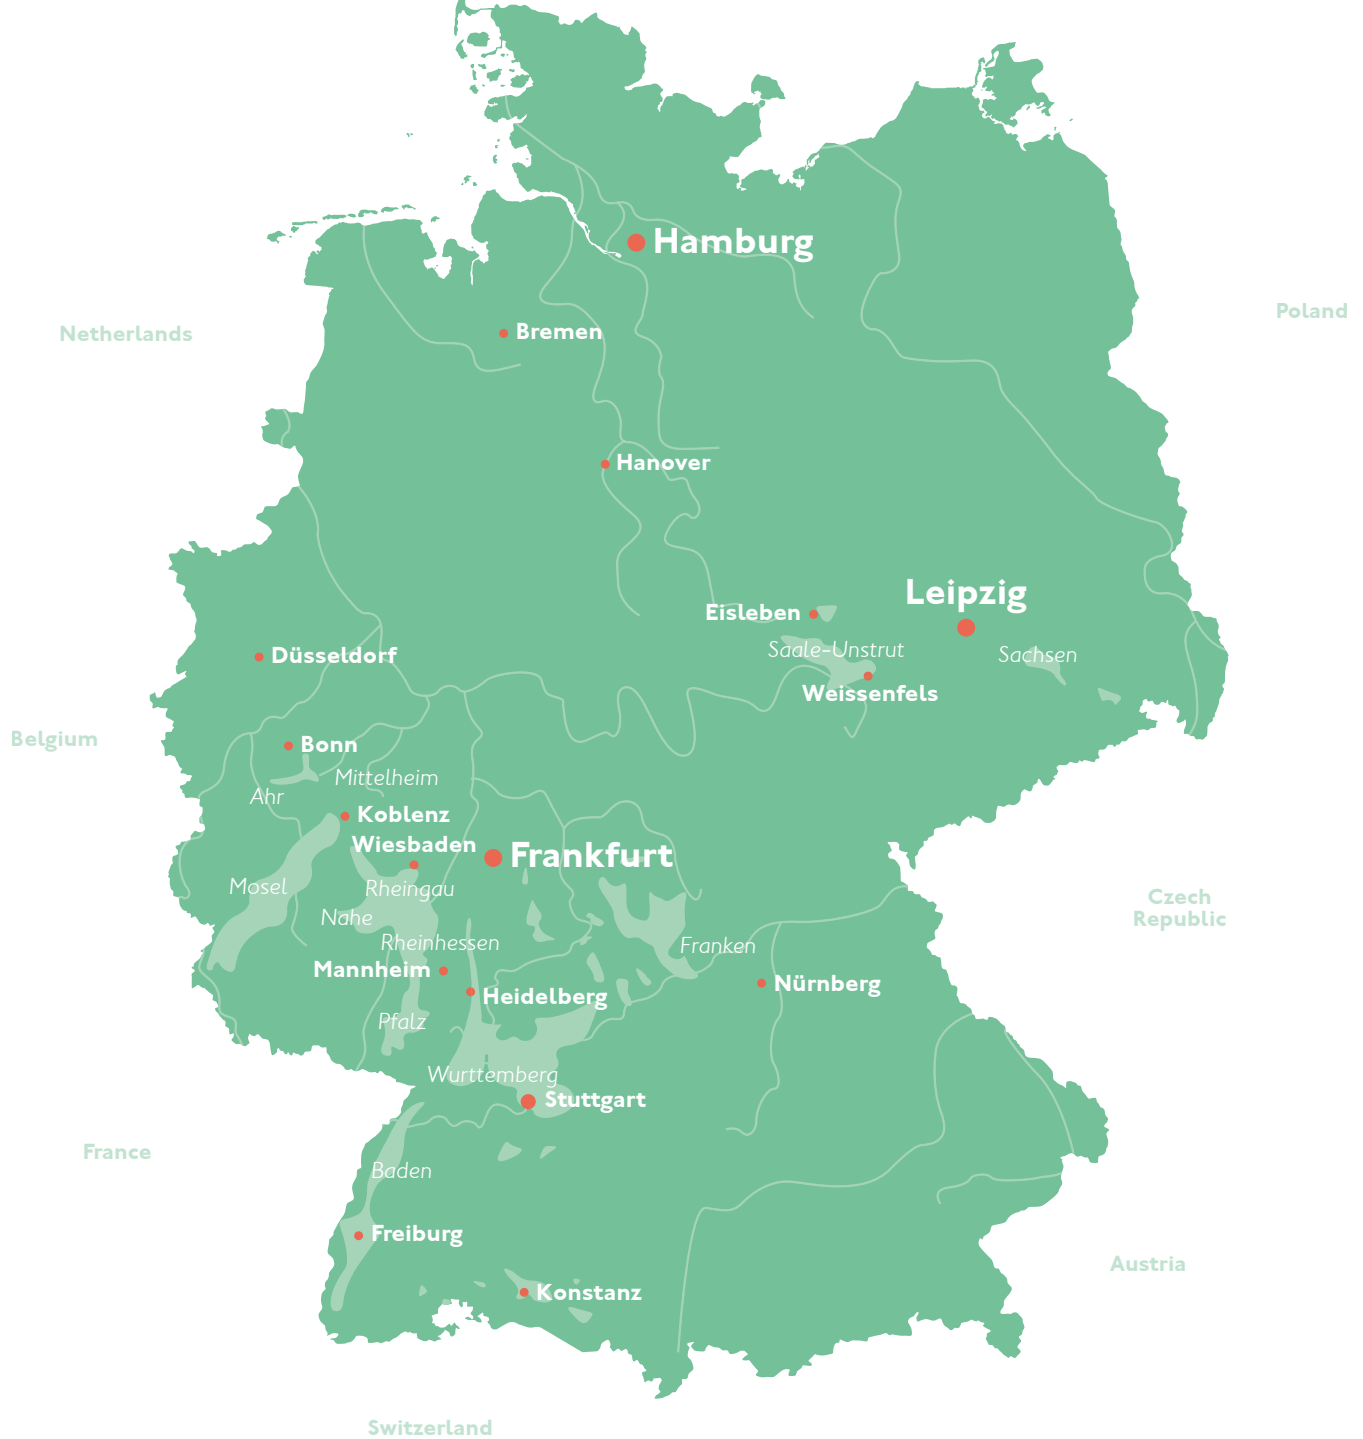 Hamburg
Poland
Bremen
Netherlands
Hanover
Leipzig
Eisleben
Saale-Unstrut
Sachsen
Düsseldorf
Weissenfels
Belgium
Bonn
Mittelheim
Ahr
Koblenz
Wiesbaden
Frankfurt
Mosel
Rheingau
Czech
Republic
Nahe
Rheinhessen
Franken
Mannheim
Nürnberg
Heidelberg
Pfalz
Wurttemberg
Stuttgart
France
Baden
Freiburg
Austria
Konstanz
Switzerland